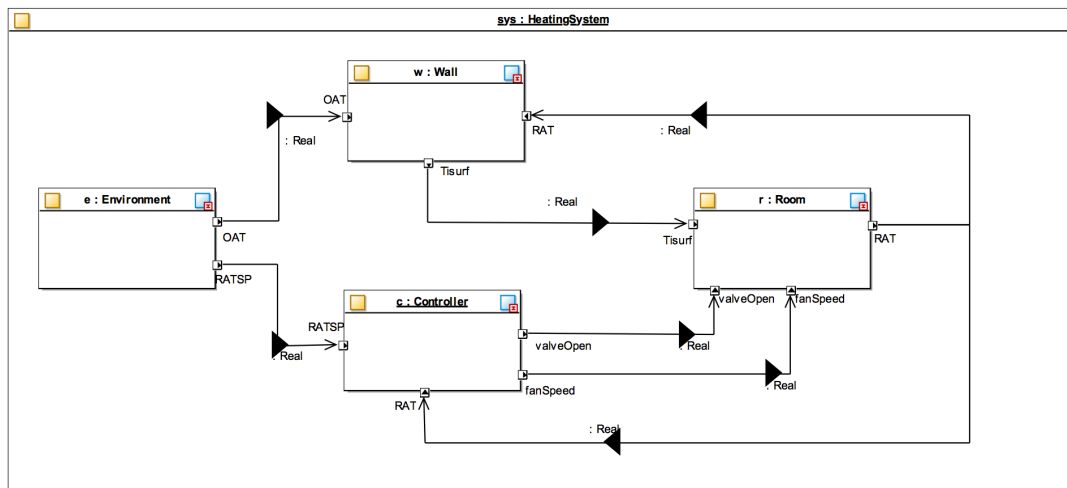 sys : HeatingSystem
w : Wall
OAT
: Real
RAT
: Real
Tisurf
e : Environment
OAT
RATSP
: Real
r : Room
Tisurf
RAT
valveOpen
fanSpeed
c : Controller
RATSP
: Real
valveOpen
: Real
fanSpeed
: Real
RAT
: Real